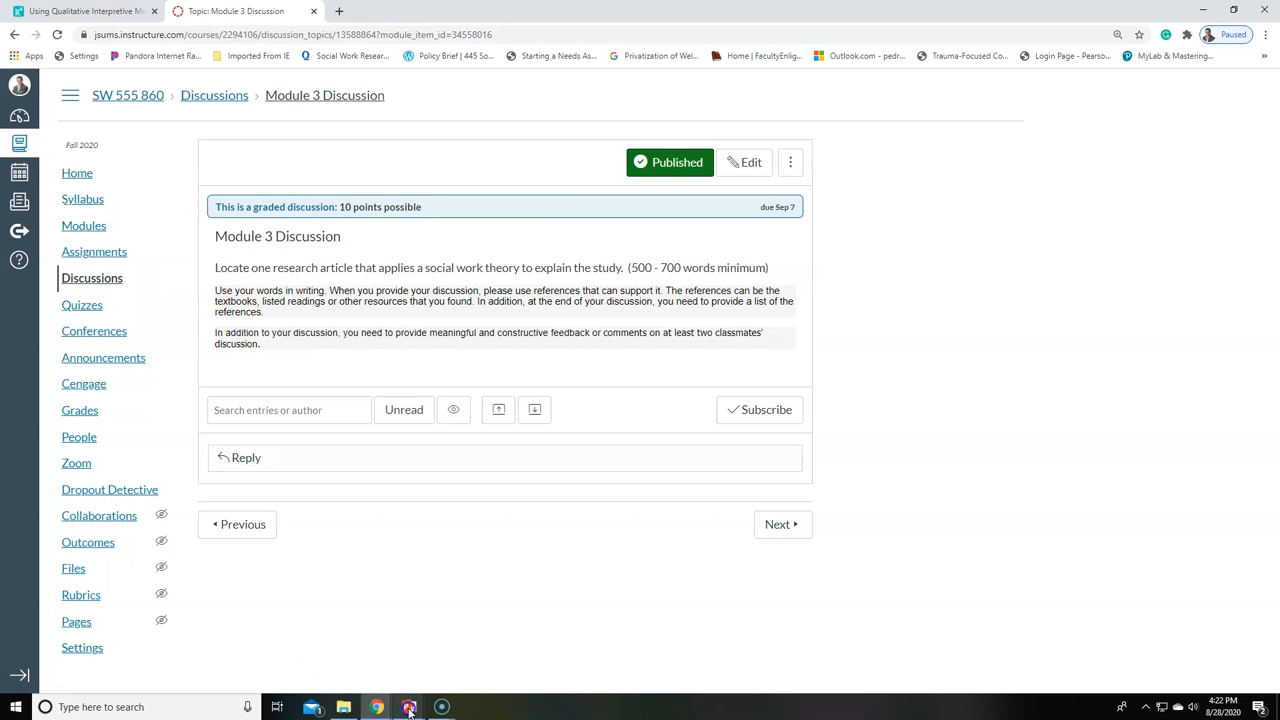 Using Qualitative Interpretive Me
Topic: Module 3 Discussion
jsums.instructure.com/courses/2294106/discussion_topics/13588864?module_item_id=34558016
Paused
Apps
Settings
Pandora Internet Ra...
Imported From IE
Social Work Resear...
Policy Brief | 445 So...
Starting a Needs As...
Privatization of Wel...
Home | FacultyEnlig...
Outlook.com - pedr...
Trauma-Focused Co...
Login Page - Pearso...
MyLab & Mastering...
SW 555 860 › Discussions › Module 3 Discussion
Fall 2020
Home
Syllabus
Modules
Assignments
Discussions
Quizzes
Conferences
Announcements
Cengage
Grades
People
Zoom
Dropout Detective
Collaborations
Outcomes
Files
Rubrics
Pages
Settings
Published
Edit
This is a graded discussion: 10 points possible
due Sep 7
Module 3 Discussion
Locate one research article that applies a social work theory to explain the study. (500 - 700 words minimum)
Use your words in writing. When you provide your discussion, please use references that can support it. The references can be the
textbooks, listed readings or other resources that you found. In addition, at the end of your discussion, you need to provide a list of the
references.
In addition to your discussion, you need to provide meaningful and constructive feedback or comments on at least two classmates'
discussion.
Search entries or author
Unread
Subscribe
Reply
Previous
Next
Type here to search
4:22 PM
8/28/2020